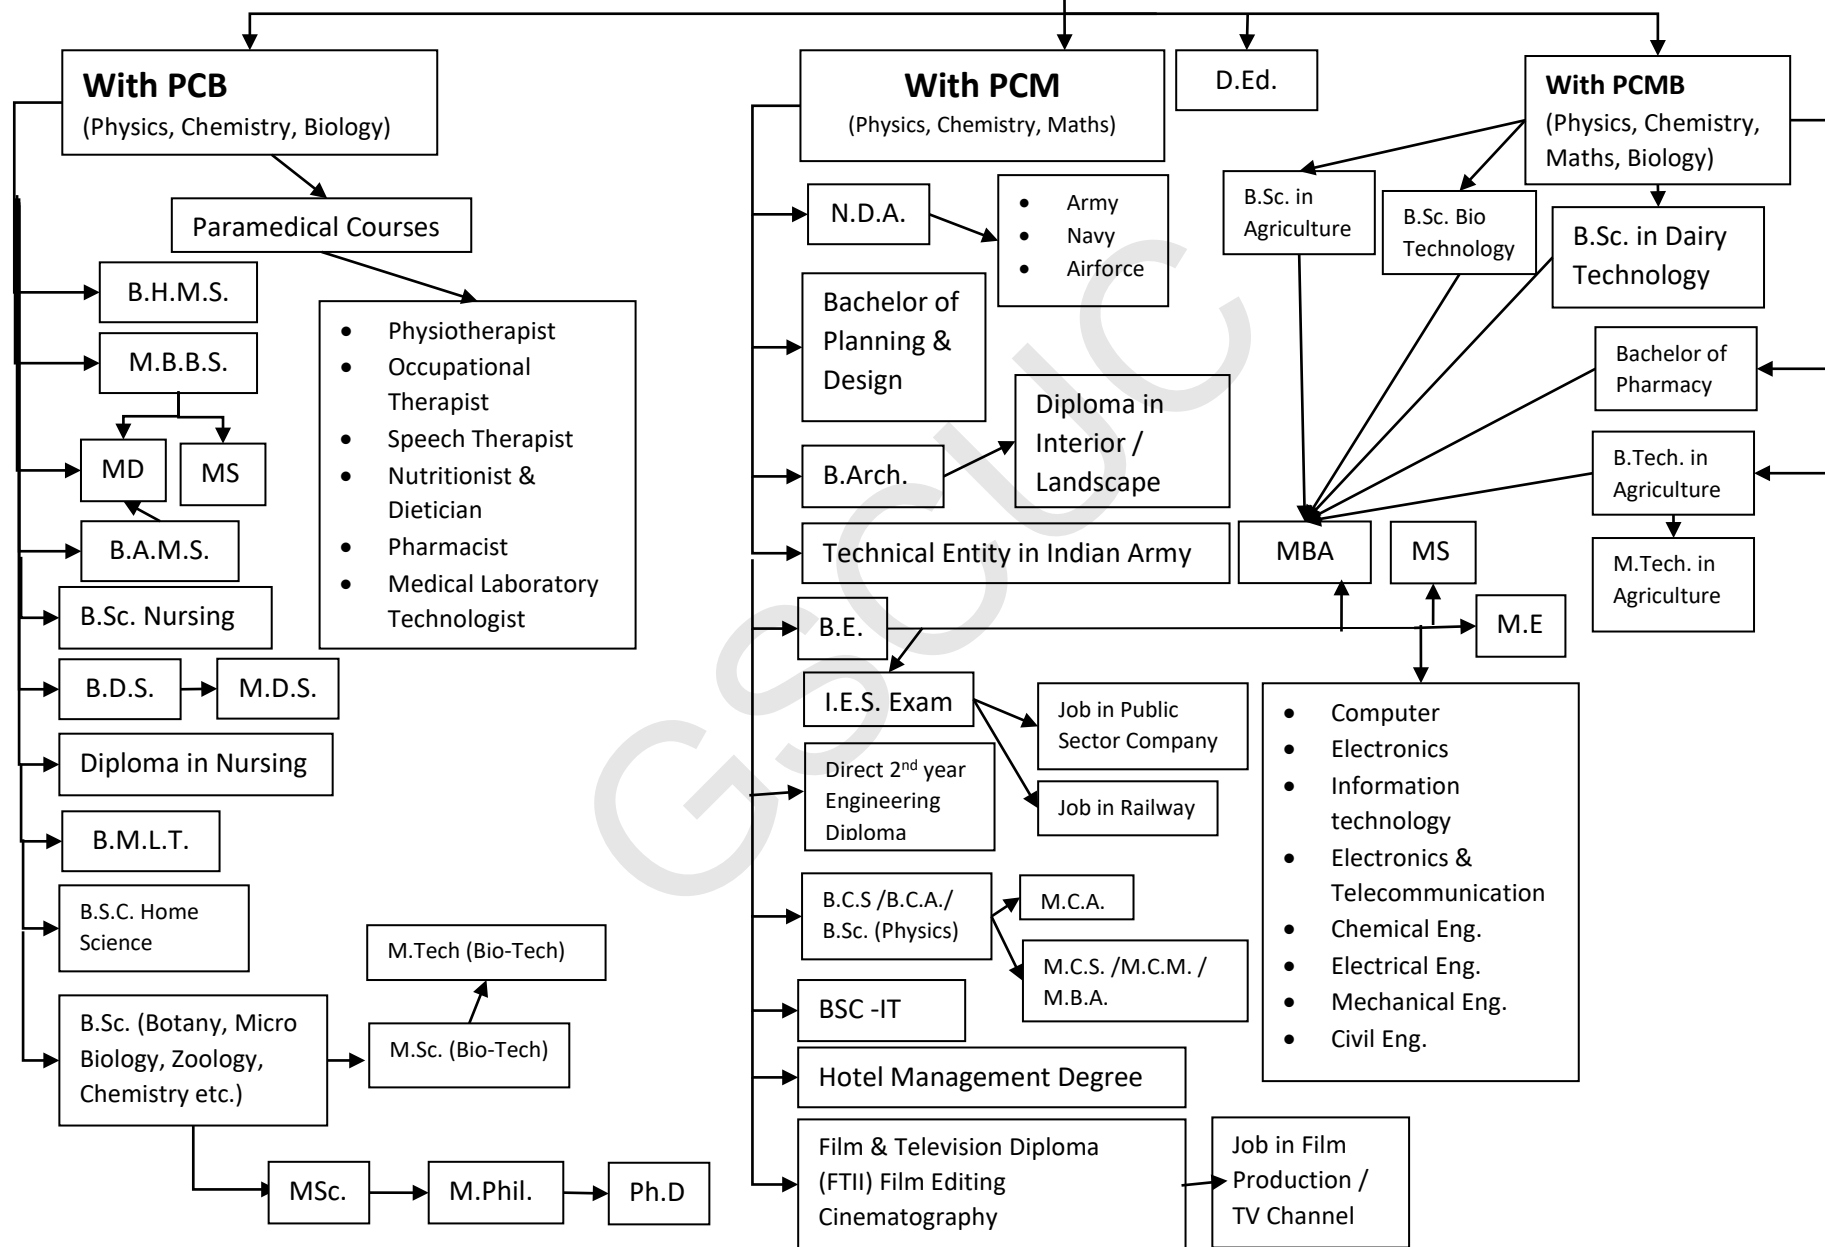 With PCB
(Physics, Chemistry, Biology)
Paramedical Courses
B.H.M.S.
M.B.B.S.
MD
MS
B.A.M.S.
B.Sc. Nursing
B.D.S.
M.D.S.
Diploma in Nursing
B.M.L.T.
B.S.C. Home
Science
B.Sc. (Botany, Micro
Biology, Zoology,
Chemistry etc.)
M.Tech (Bio-Tech)
M.Sc. (Bio-Tech)
MSc.
M.Phil.
Ph.D
• Physiotherapist
• Occupational
Therapist
• Speech Therapist
• Nutritionist &
Dietician
• Pharmacist
• Medical Laboratory
Technologist
With PCM
(Physics, Chemistry, Maths)
D.Ed.
N.D.A.
• Army
• Navy
• Airforce
Bachelor of
Planning &
Design
B.Arch.
Diploma in
Interior /
Landscape
Technical Entity in Indian Army
B.E.
MBA
MS
M.E
I.E.S. Exam
Job in Public
Sector Company
Job in Railway
Direct 2nd year
Engineering
Diploma
B.C.S /B.C.A./
B.Sc. (Physics)
M.C.A.
M.C.S. /M.C.M. /
M.B.A.
BSC -IT
Hotel Management Degree
Film & Television Diploma
(FTII) Film Editing
Cinematography
Job in Film
Production /
TV Channel
• Computer
• Electronics
• Information
technology
• Electronics &
Telecommunication
• Chemical Eng.
• Electrical Eng.
• Mechanical Eng.
• Civil Eng.
With PCMB
(Physics, Chemistry,
Maths, Biology)
B.Sc. in
Agriculture
B.Sc. Bio
Technology
B.Sc. in Dairy
Technology
Bachelor of
Pharmacy
B.Tech. in
Agriculture
M.Tech. in
Agriculture
GSCUC